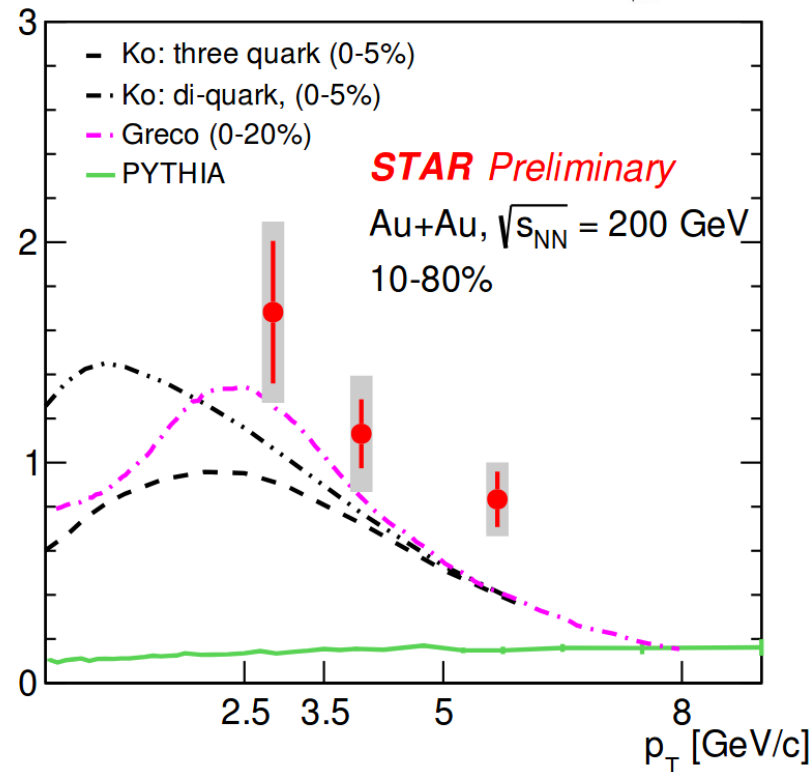 3
Ko: three quark (0-5%)
Ko: di-quark, (0-5%)
Greco (0-20%)
PYTHIA
STAR Preliminary
Au+Au, √sNN = 200 GeV
10-80%
2
1
0
2.5 3.5 5 8
pT [GeV/c]